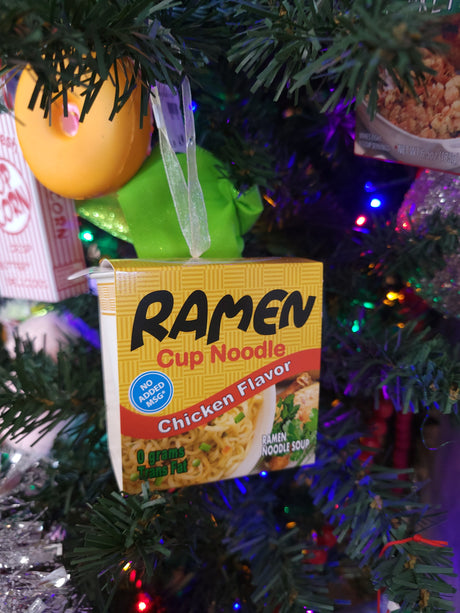 RAMEN
Cup Noodle
NO
ADDED
MSG*
Chicken Flavor
0 grams
Trans Fat
RAMEN
NOODLE SOUP